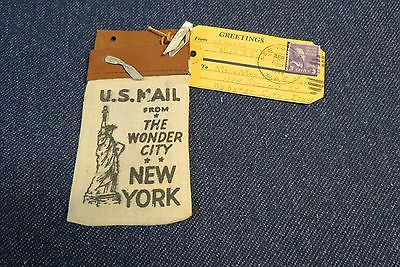 U.S. MAIL
FROM
THE
WONDER
CITY
NEW
YORK
GREETINGS
From
To